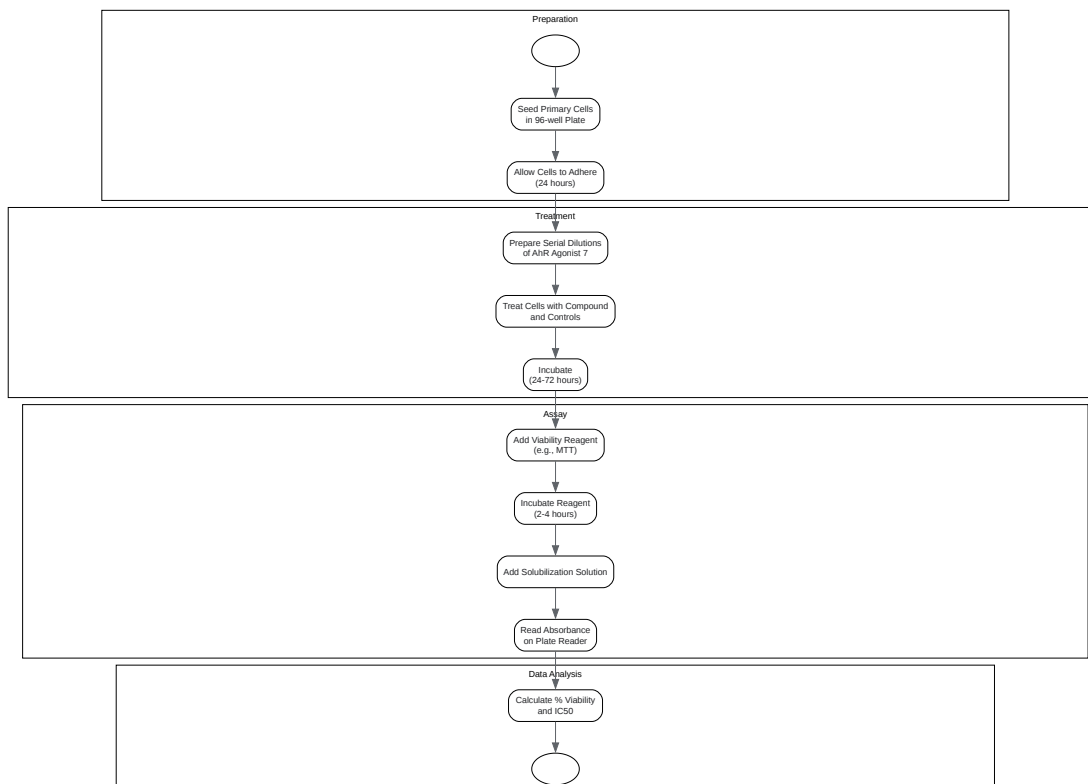 Preparation
Seed Primary Cells
in 96-well Plate
Allow Cells to Adhere
(24 hours)
Treatment
Prepare Serial Dilutions
of AhR Agonist 7
Treat Cells with Compound
and Controls
Incubate
(24-72 hours)
Assay
Add Viability Reagent
(e.g., MTT)
Incubate Reagent
(2-4 hours)
Add Solubilization Solution
Read Absorbance
on Plate Reader
Data Analysis
Calculate % Viability
and IC50